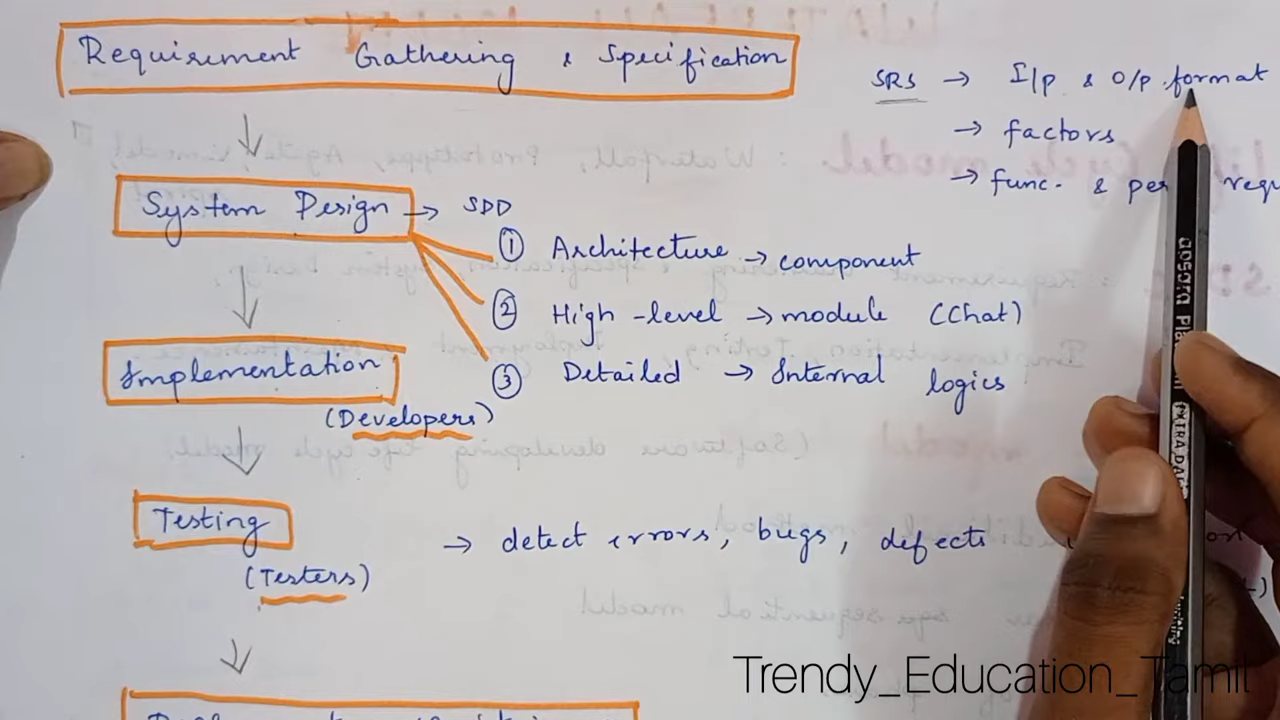 Requirement Gathering & Specification
SRS → I/p & O/p format
→ factors
→ func. & per requ
System Design → SDD
① Architecture → component
② High-level → module (Chat)
③ Detailed → Internal logics
Implementation
(Developers)
Testing → detect errors, bugs, defects
(Testers)
Trendy_Education_Tamil